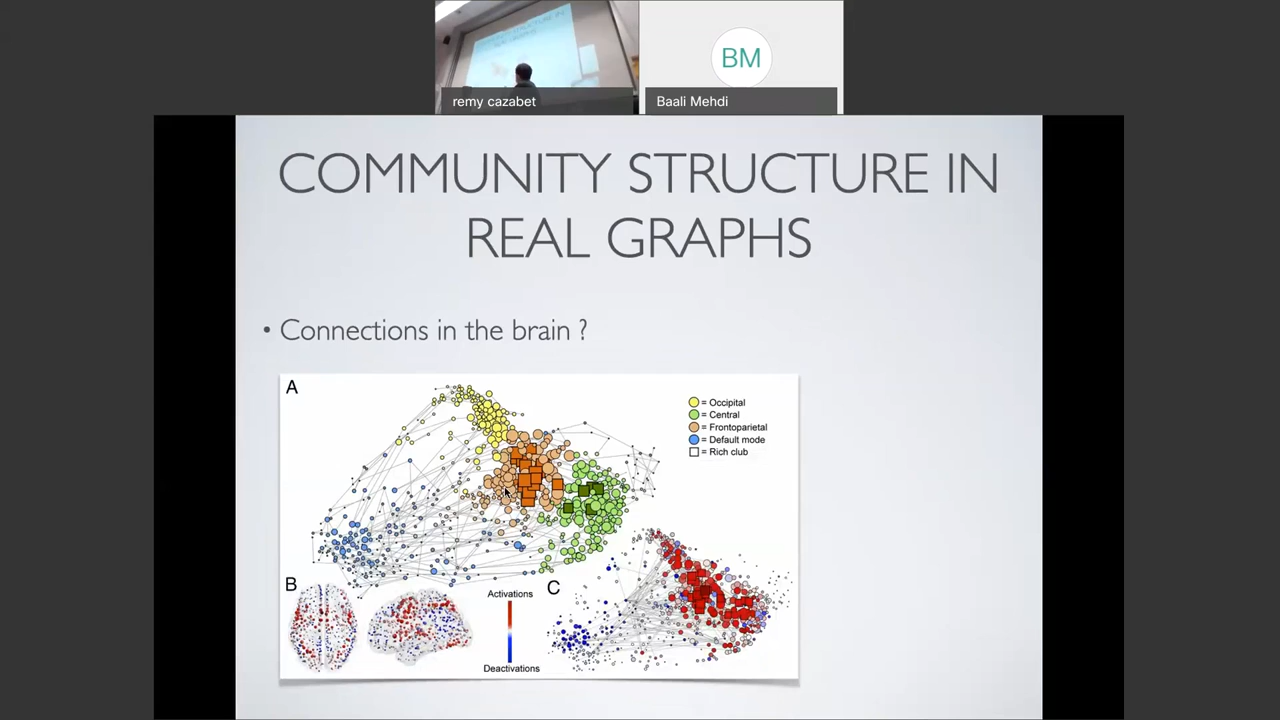 BM
remy cazabet
Baali Mehdi
COMMUNITY STRUCTURE IN
REAL GRAPHS
• Connections in the brain ?
A
= Occipital
= Central
= Frontoparietal
= Default mode
= Rich club
B
Activations
Deactivations
C